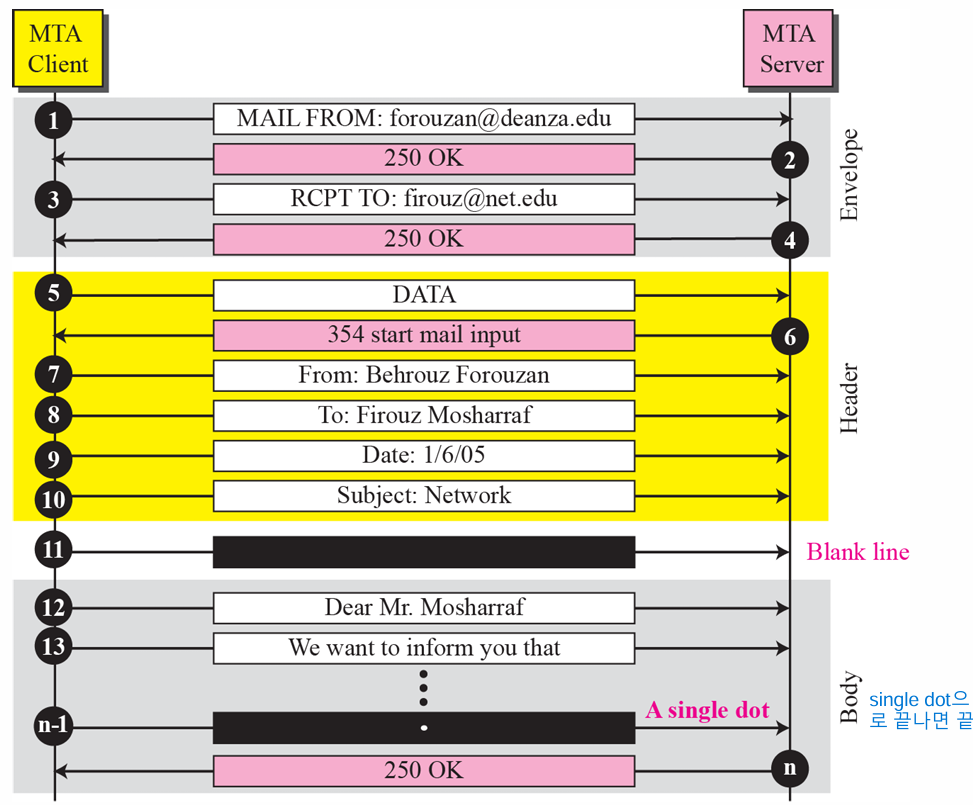 MTA
Client
MTA
Server
1
MAIL FROM: forouzan@deanza.edu
250 OK
2
3
RCPT TO: firouz@net.edu
250 OK
4
Envelope
5
DATA
354 start mail input
6
7
From: Behrouz Forouzan
8
To: Firouz Mosharraf
9
Date: 1/6/05
10
Subject: Network
Header
11
Blank line
12
Dear Mr. Mosharraf
13
We want to inform you that
n-1
.
A single dot
250 OK
n
Body
single dot으
로 끝나면 끝